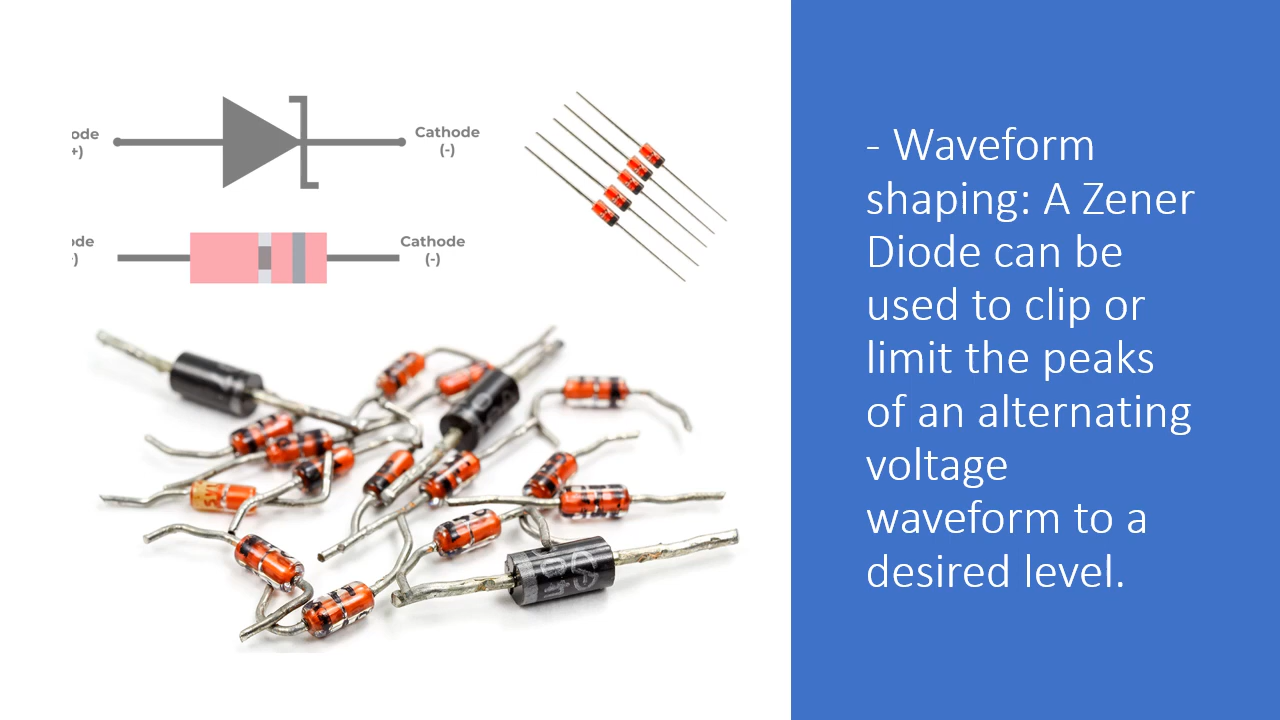 ode
+)
Cathode
(-)
ode
)
Cathode
(-)
- Waveform
shaping: A Zener
Diode can be
used to clip or
limit the peaks
of an alternating
voltage
waveform to a
desired level.